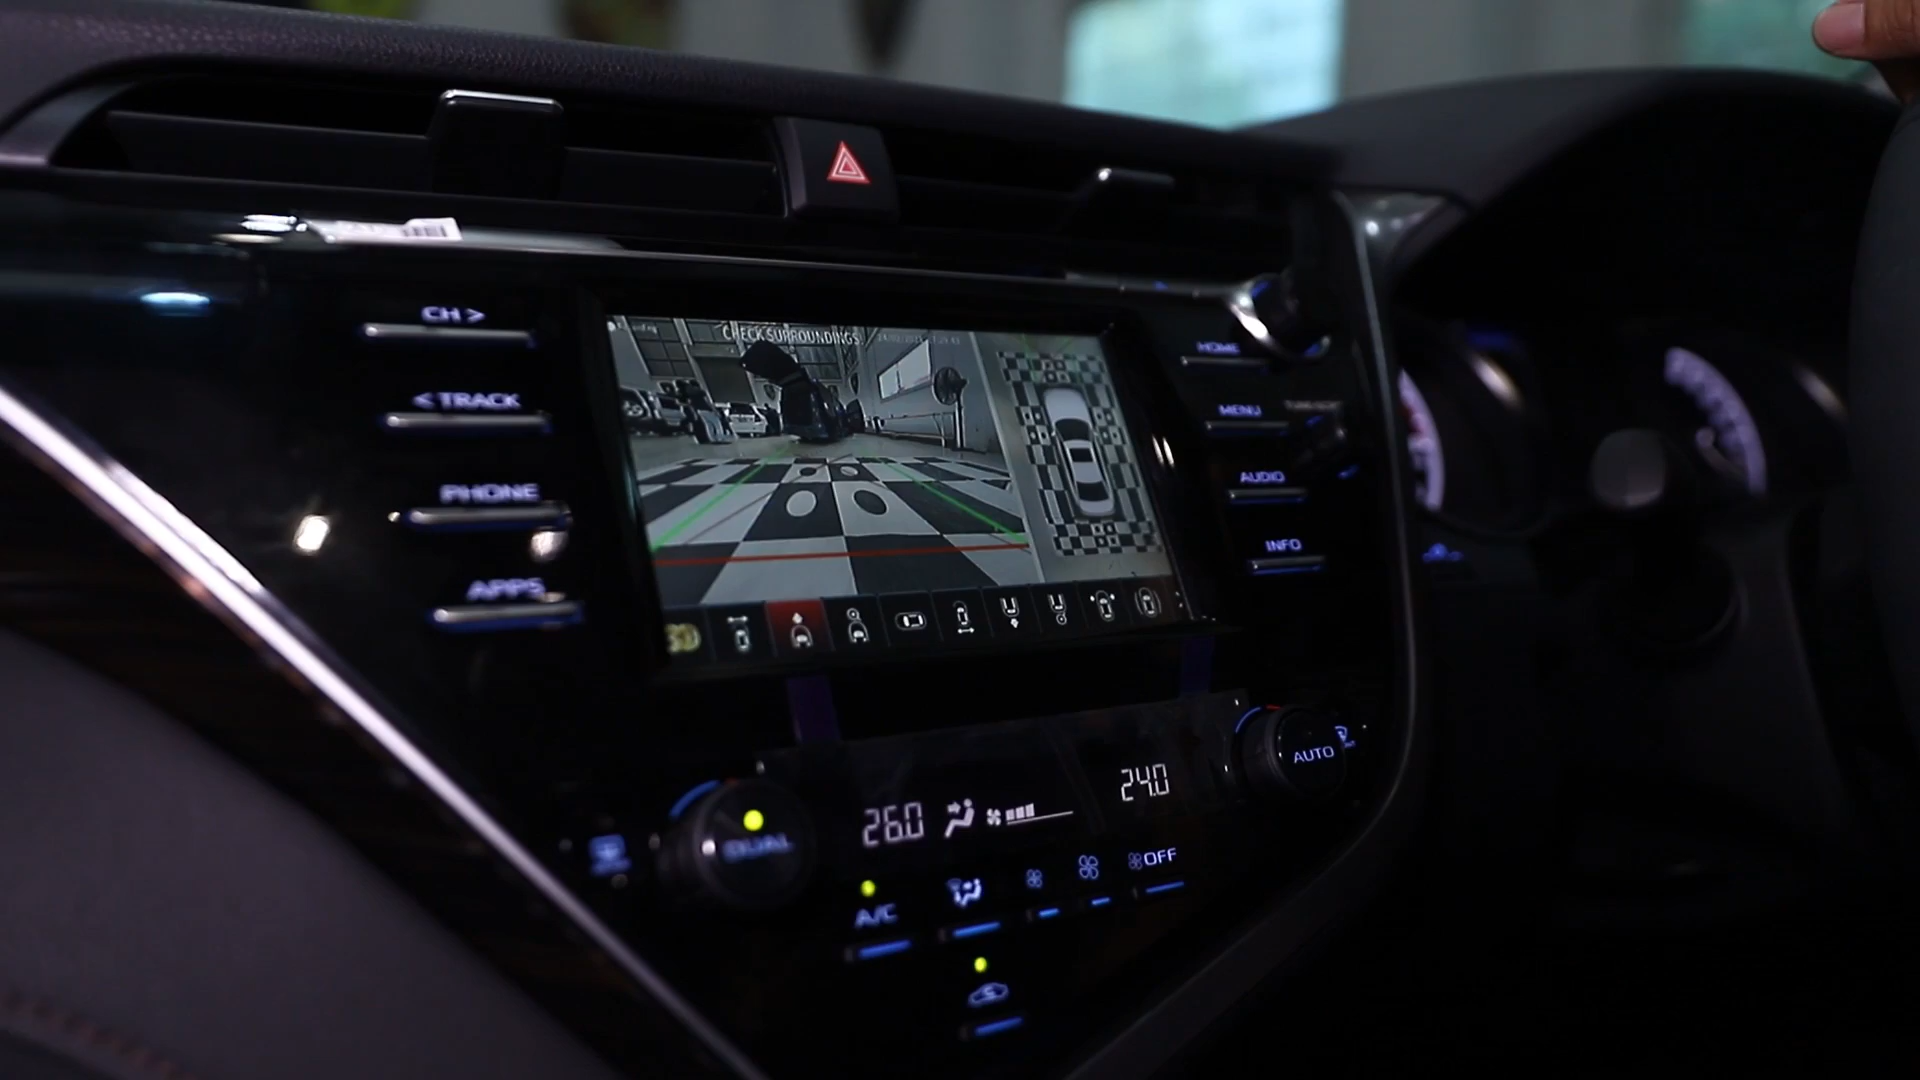 CH >
< TRACK
PHONE
APPS
CHECK SURROUNDINGS
3D
HOME
MENU
AUDIO
INFO
AUTO
DUAL
26.0
24.0
A/C
OFF